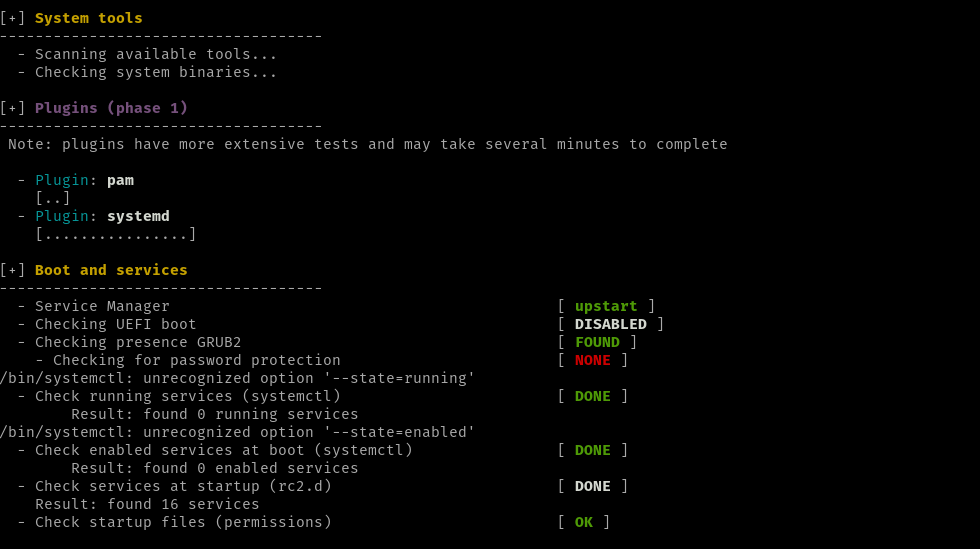 [+] System tools
------------------------------------
  - Scanning available tools...
  - Checking system binaries...

[+] Plugins (phase 1)
------------------------------------
 Note: plugins have more extensive tests and may take several minutes to complete

  - Plugin: pam
    [..]
  - Plugin: systemd
    [................]

[+] Boot and services
------------------------------------
  - Service Manager                                           [ upstart ]
  - Checking UEFI boot                                        [ DISABLED ]
  - Checking presence GRUB2                                   [ FOUND ]
    - Checking for password protection                        [ NONE ]
/bin/systemctl: unrecognized option '--state=running'
  - Check running services (systemctl)                        [ DONE ]
        Result: found 0 running services
/bin/systemctl: unrecognized option '--state=enabled'
  - Check enabled services at boot (systemctl)                [ DONE ]
        Result: found 0 enabled services
  - Check services at startup (rc2.d)                         [ DONE ]
    Result: found 16 services
  - Check startup files (permissions)                         [ OK ]